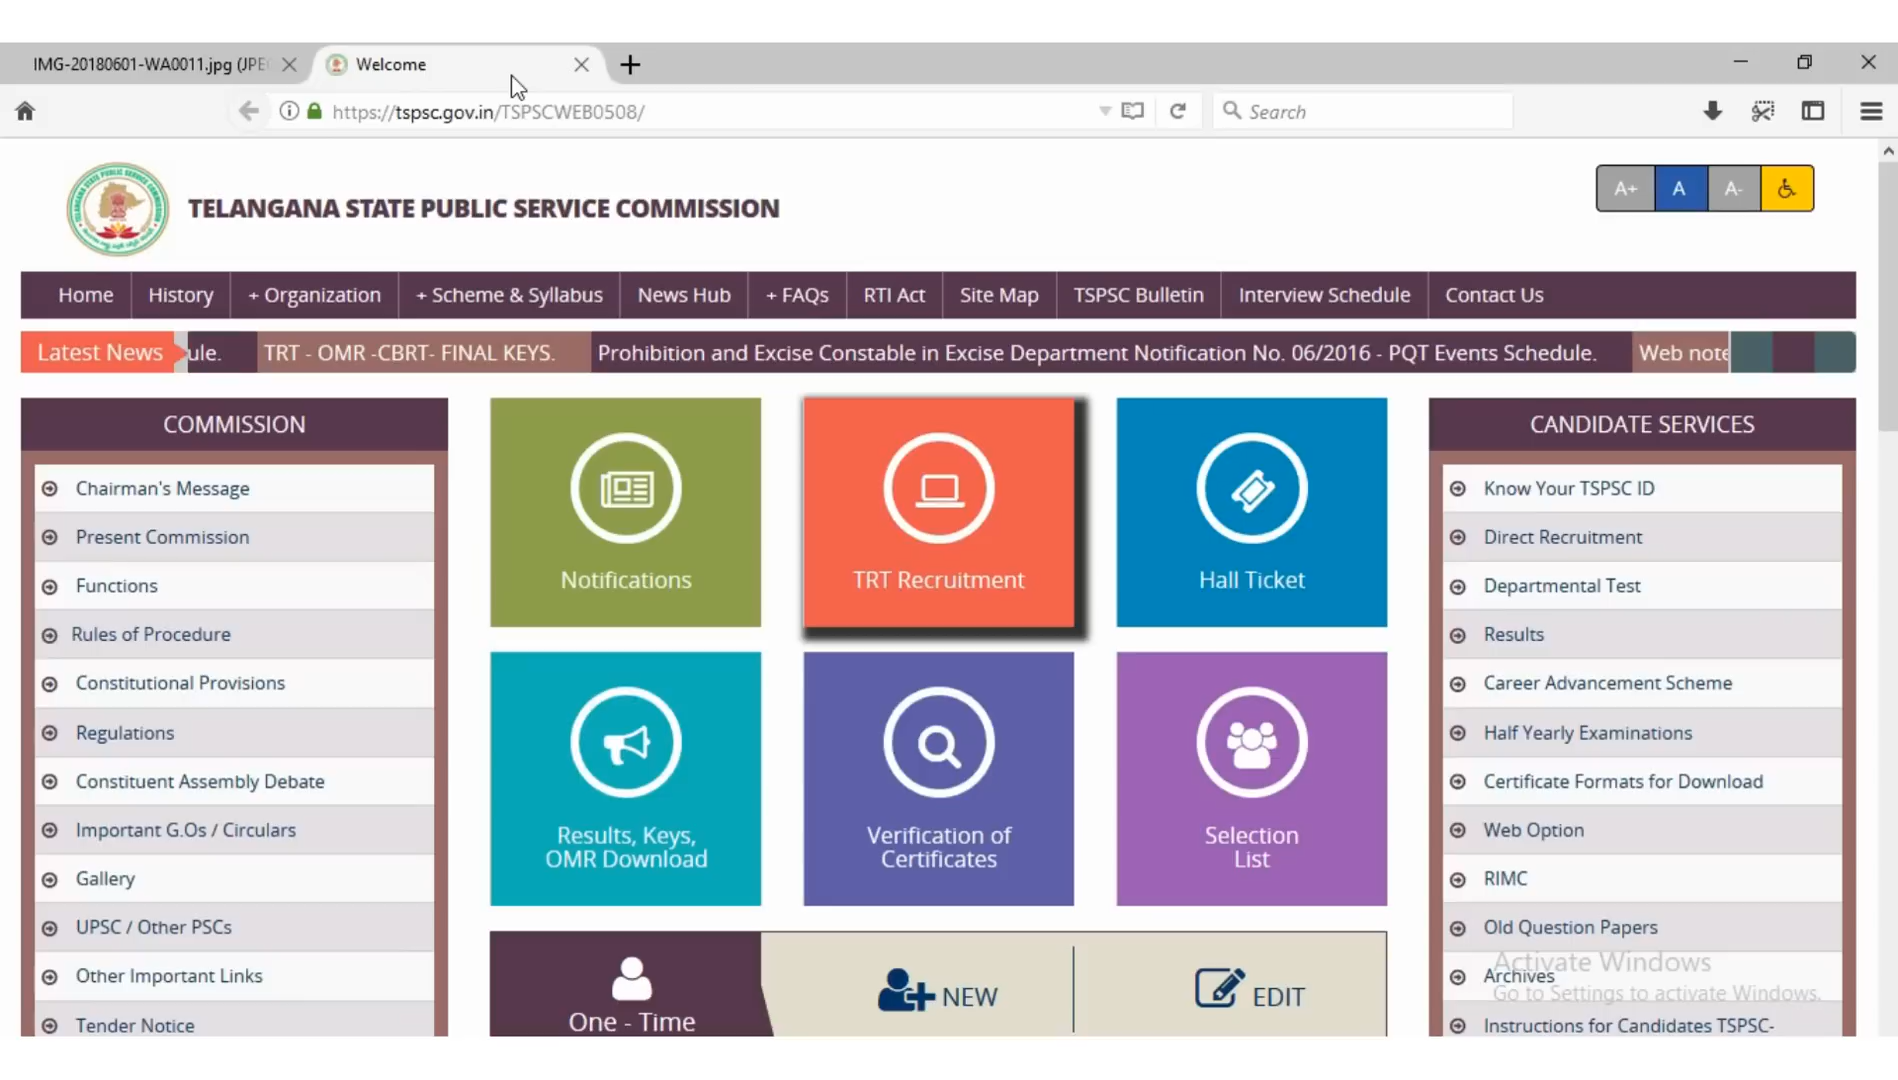 IMG-20180601-WA0011.jpg (JPE
Welcome
https://tspsc.gov.in/TSPSCWEB0508/
Search
TELANGANA STATE PUBLIC SERVICE COMMISSION
A+ A A-
Home History + Organization + Scheme & Syllabus News Hub + FAQs RTI Act Site Map TSPSC Bulletin Interview Schedule Contact Us
Latest News ule. TRT - OMR -CBRT- FINAL KEYS. Prohibition and Excise Constable in Excise Department Notification No. 06/2016 - PQT Events Schedule. Web note
COMMISSION
Chairman's Message
Present Commission
Functions
Rules of Procedure
Constitutional Provisions
Regulations
Constituent Assembly Debate
Important G.Os / Circulars
Gallery
UPSC / Other PSCs
Other Important Links
Tender Notice
Notifications
TRT Recruitment
Hall Ticket
Results, Keys,
OMR Download
Verification of
Certificates
Selection
List
One - Time
NEW
EDIT
CANDIDATE SERVICES
Know Your TSPSC ID
Direct Recruitment
Departmental Test
Results
Career Advancement Scheme
Half Yearly Examinations
Certificate Formats for Download
Web Option
RIMC
Old Question Papers
Archives
Instructions for Candidates TSPSC-
Activate Windows
Go to Settings to activate Windows.